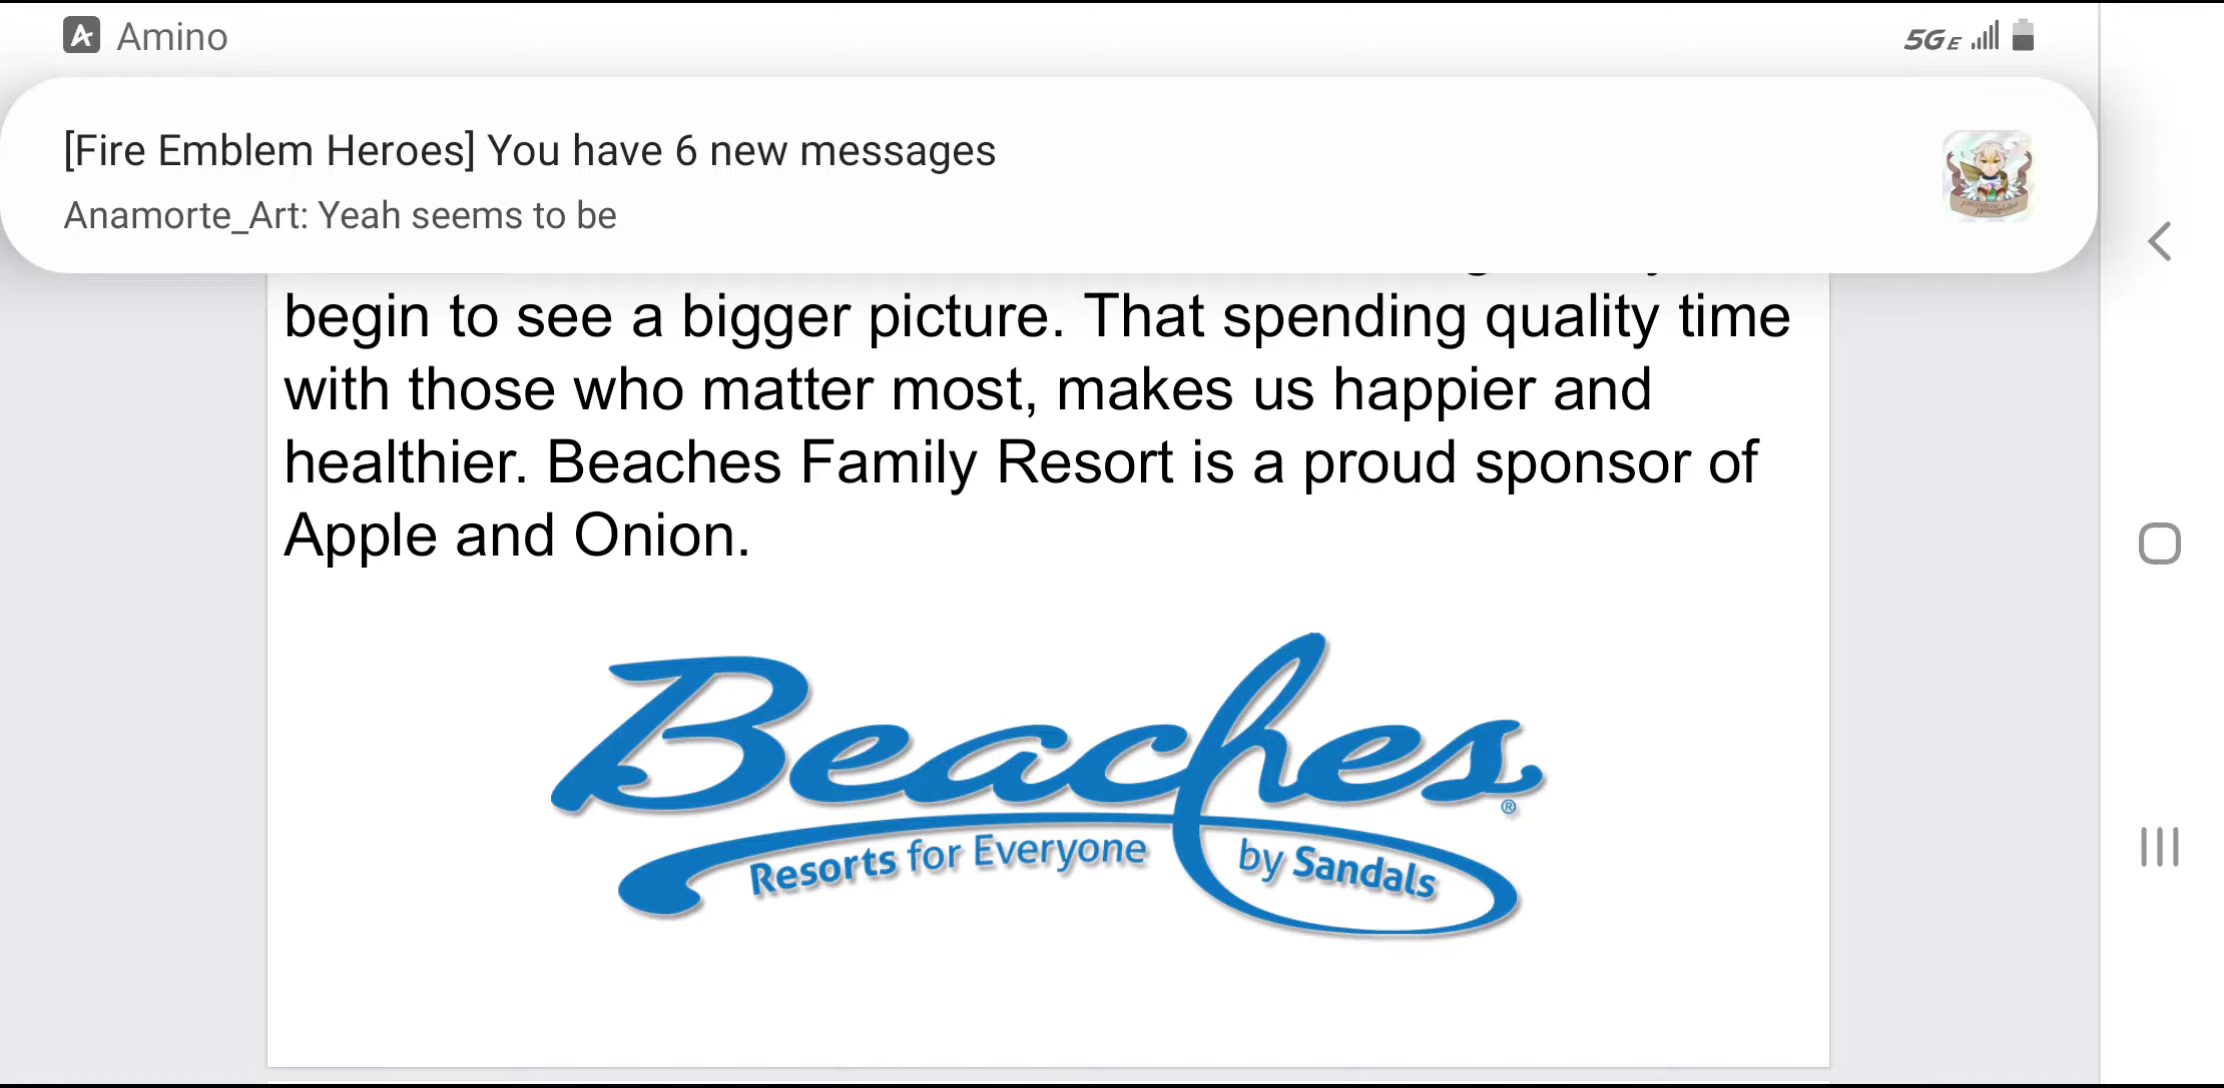 Amino
5GE
[Fire Emblem Heroes] You have 6 new messages
Anamorte_Art: Yeah seems to be
begin to see a bigger picture. That spending quality time
with those who matter most, makes us happier and
healthier. Beaches Family Resort is a proud sponsor of
Apple and Onion.
Beaches®
Resorts for Everyone by Sandals